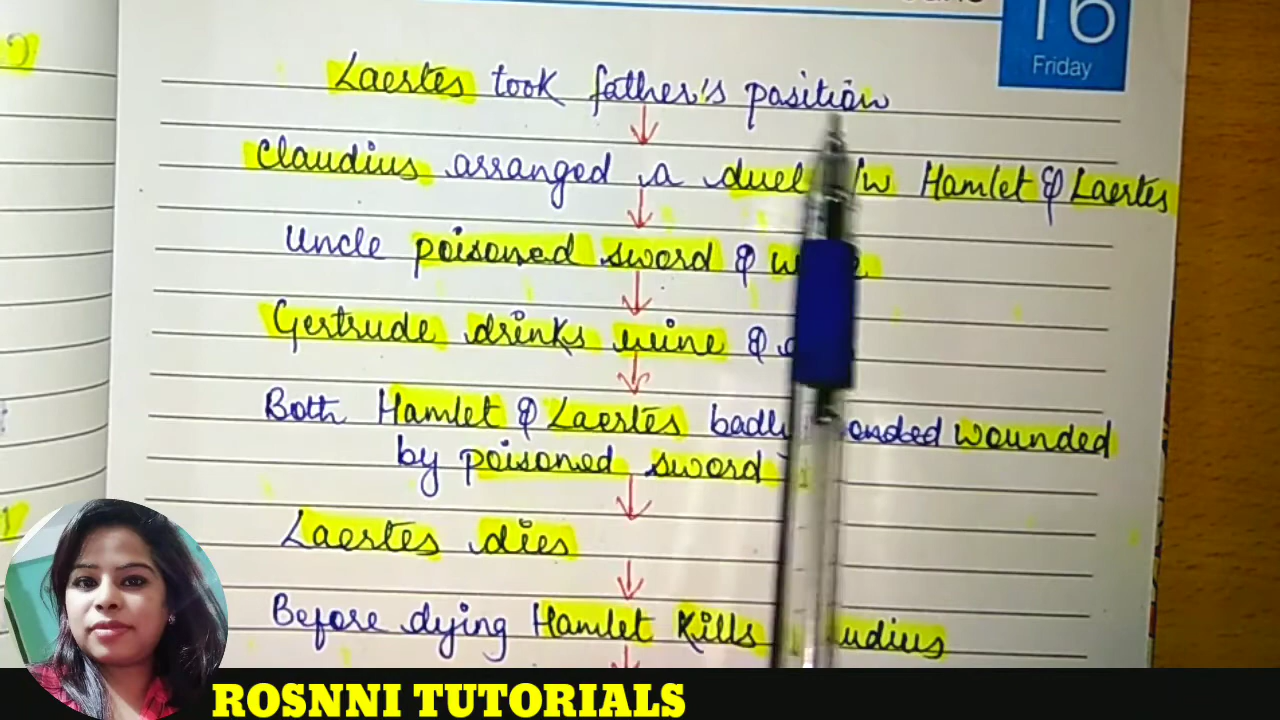 16
Friday
Laertes took father's position
Claudius arranged a duel /w Hamlet & Laertes
Uncle poisoned sword &
Gertrude drinks wine &
Both Hamlet & Laertes wounded
by poisoned sword
Laertes dies
Before dying Hamlet Kills
ROSNNI TUTORIALS